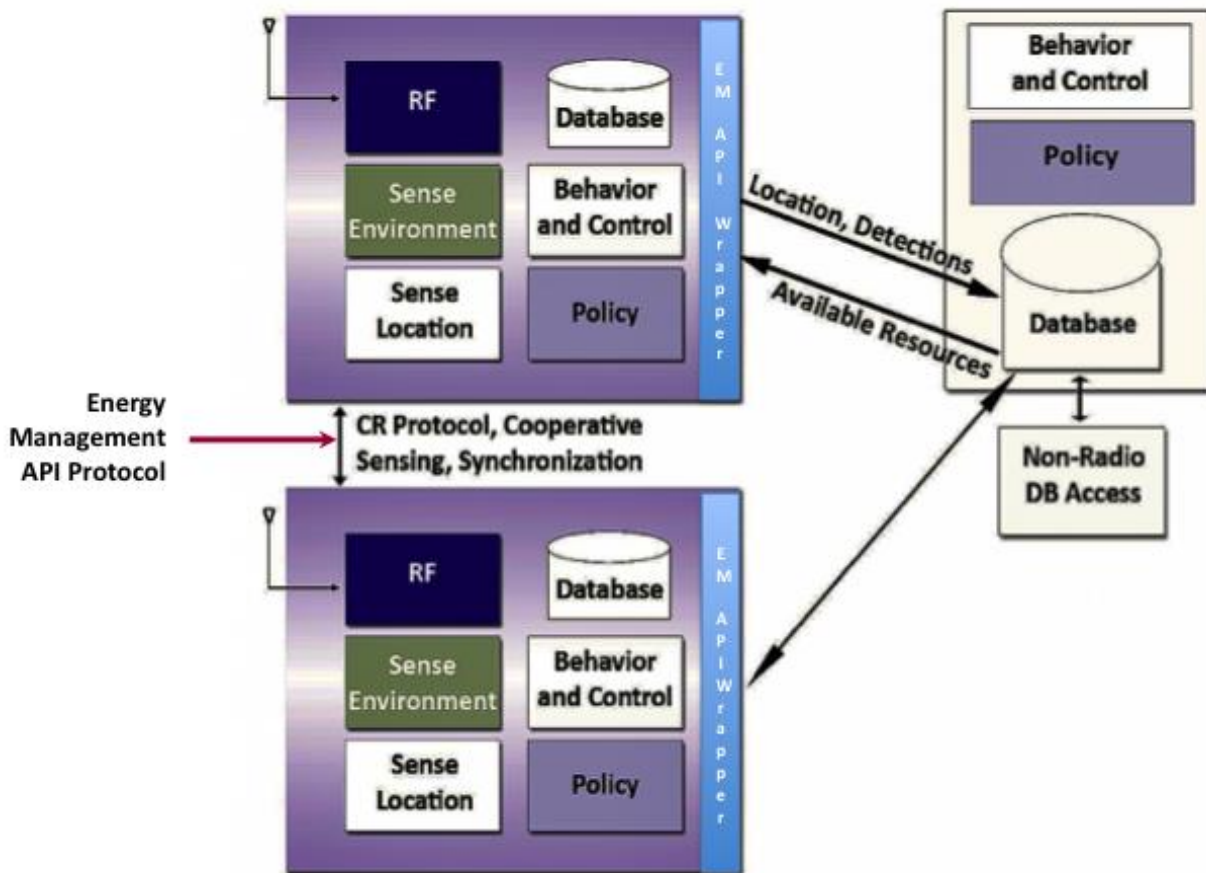 RF
Database
Sense
Environment
Behavior
and Control
Sense
Location
Policy
EM API Wrapper
Location, Detections
Available Resources
Behavior
and Control
Policy
Database
Non-Radio
DB Access
Energy
Management
API Protocol
CR Protocol, Cooperative
Sensing, Synchronization
RF
Database
Sense
Environment
Behavior
and Control
Sense
Location
Policy
EM APIWrapper